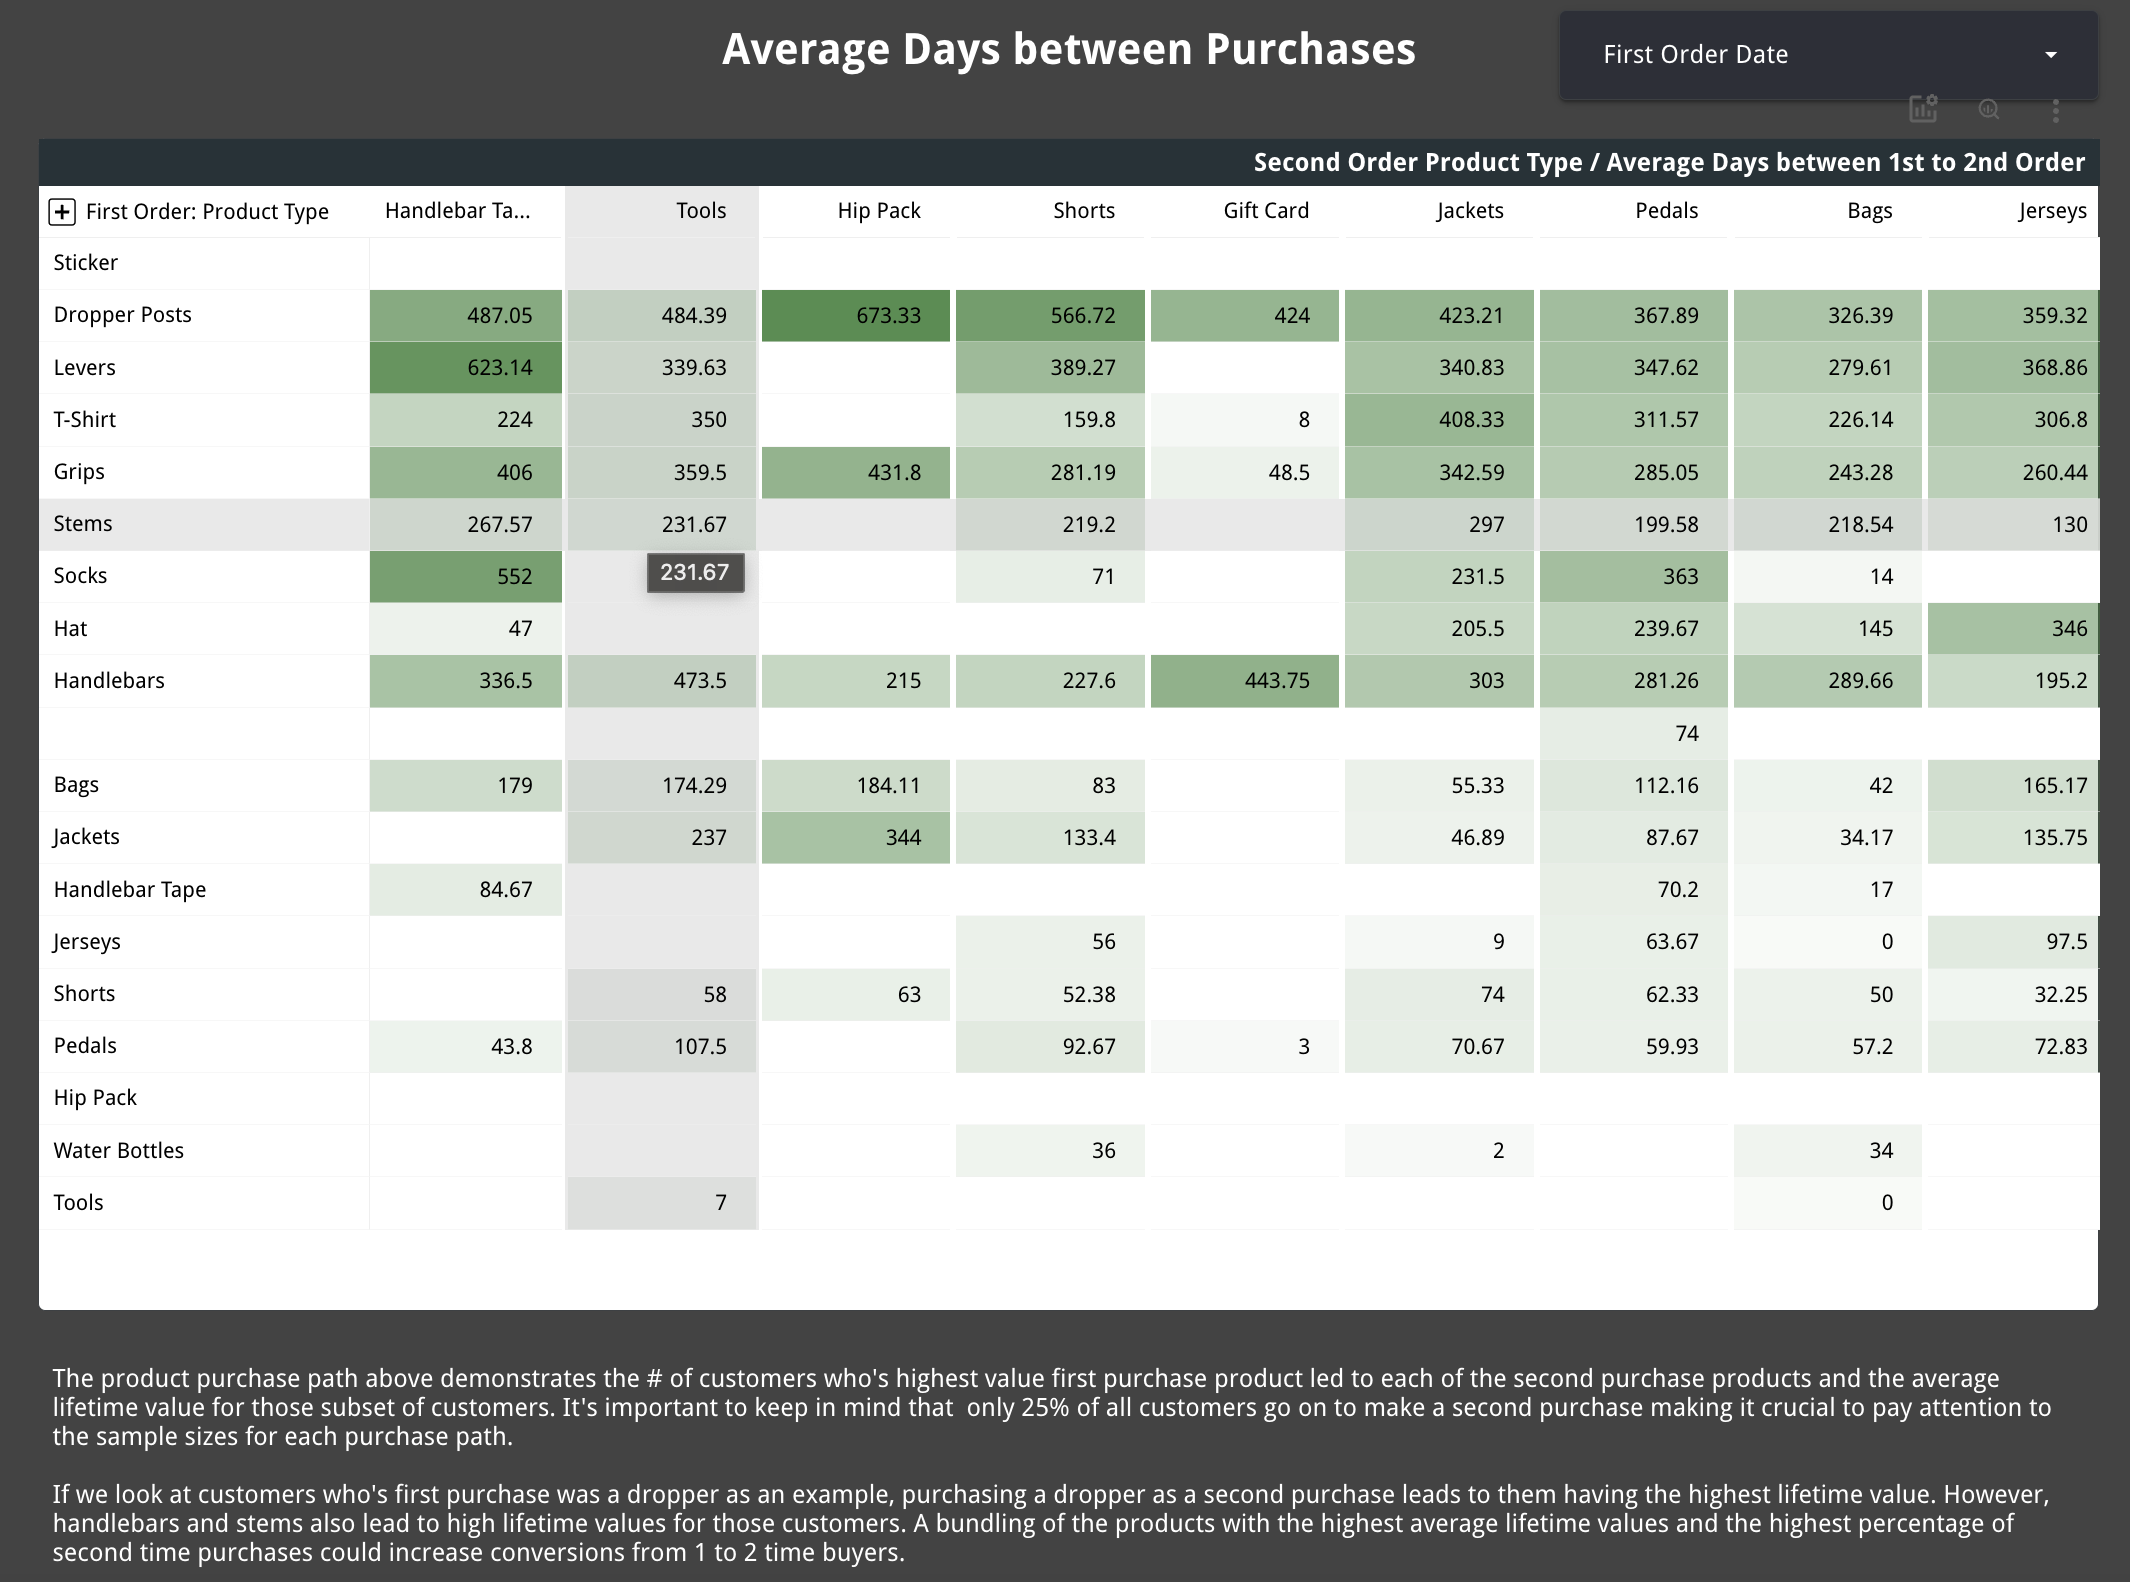 Average Days between Purchases
First Order Date
Second Order Product Type / Average Days between 1st to 2nd Order
First Order: Product Type Handlebar Ta... Tools Hip Pack Shorts Gift Card Jackets Pedals Bags Jerseys
Sticker
Dropper Posts 487.05 484.39 673.33 566.72 424 423.21 367.89 326.39 359.32
Levers 623.14 339.63 389.27 340.83 347.62 279.61 368.86
T-Shirt 224 350 159.8 8 408.33 311.57 226.14 306.8
Grips 406 359.5 431.8 281.19 48.5 342.59 285.05 243.28 260.44
Stems 267.57 231.67 219.2 297 199.58 218.54 130
Socks 552 231.67 71 231.5 363 14
Hat 47 205.5 239.67 145 346
Handlebars 336.5 473.5 215 227.6 443.75 303 281.26 289.66 195.2
74
Bags 179 174.29 184.11 83 55.33 112.16 42 165.17
Jackets 237 344 133.4 46.89 87.67 34.17 135.75
Handlebar Tape 84.67 70.2 17
Jerseys 56 9 63.67 0 97.5
Shorts 58 63 52.38 74 62.33 50 32.25
Pedals 43.8 107.5 92.67 3 70.67 59.93 57.2 72.83
Hip Pack
Water Bottles 36 2 34
Tools 7 0
The product purchase path above demonstrates the # of customers who's highest value first purchase product led to each of the second purchase products and the average
lifetime value for those subset of customers. It's important to keep in mind that  only 25% of all customers go on to make a second purchase making it crucial to pay attention to
the sample sizes for each purchase path.
If we look at customers who's first purchase was a dropper as an example, purchasing a dropper as a second purchase leads to them having the highest lifetime value. However,
handlebars and stems also lead to high lifetime values for those customers. A bundling of the products with the highest average lifetime values and the highest percentage of
second time purchases could increase conversions from 1 to 2 time buyers.